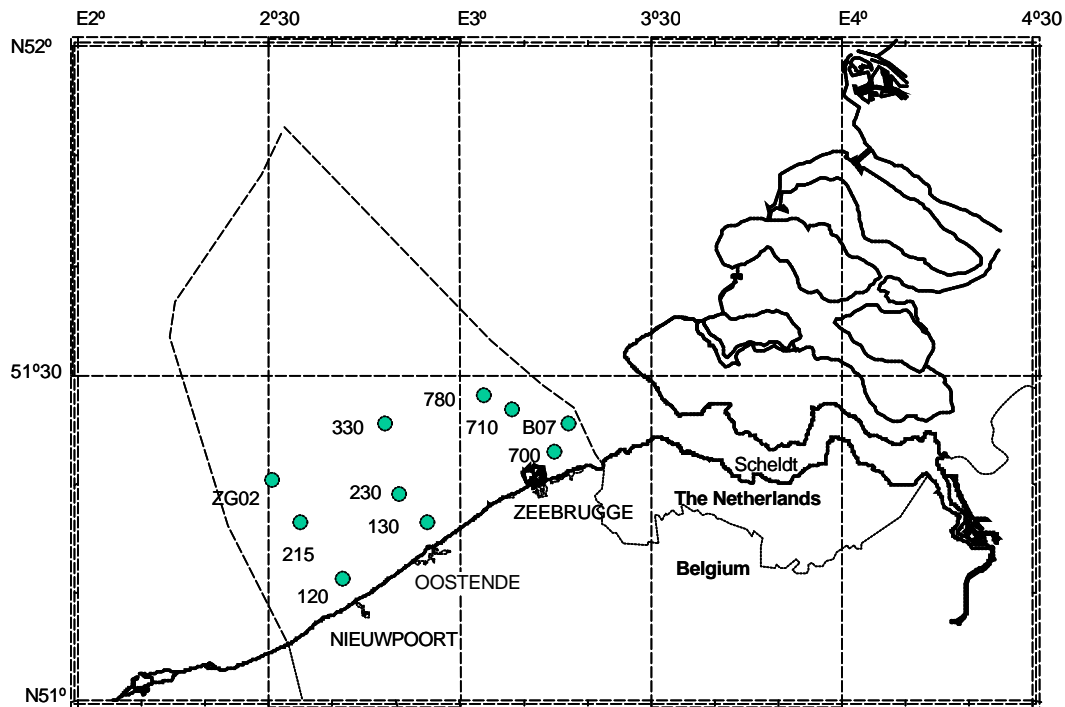 E2º 2º30 E3º 3º30 E4º 4º30
N52º
51º30
780
330
710 B07
700
Scheldt
ZG02 230
The Netherlands
ZEEBRUGGE
130
215
Belgium
OOSTENDE
120
NIEUWPOORT
N51º